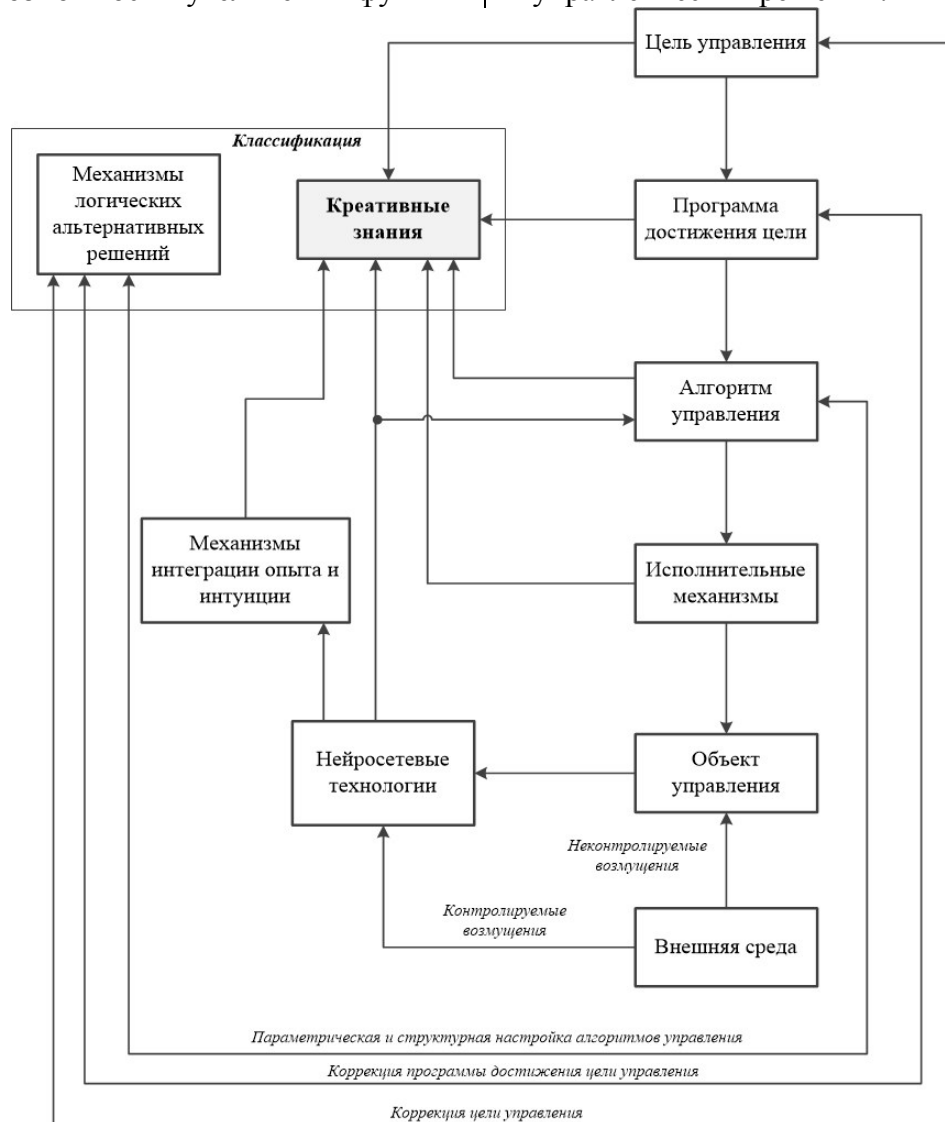 Цель управления
Классификация
Механизмы
логических
альтернативных
решений
Креативные
знания
Программа
достижения цели
Алгоритм
управления
Механизмы
интеграции опыта и
интуиции
Исполнительные
механизмы
Нейросетевые
технологии
Объект
управления
Неконтролируемые
возмущения
Контролируемые
возмущения
Внешняя среда
Параметрическая и структурная настройка алгоритмов управления
Коррекция программы достижения цели управления
Коррекция цели управления